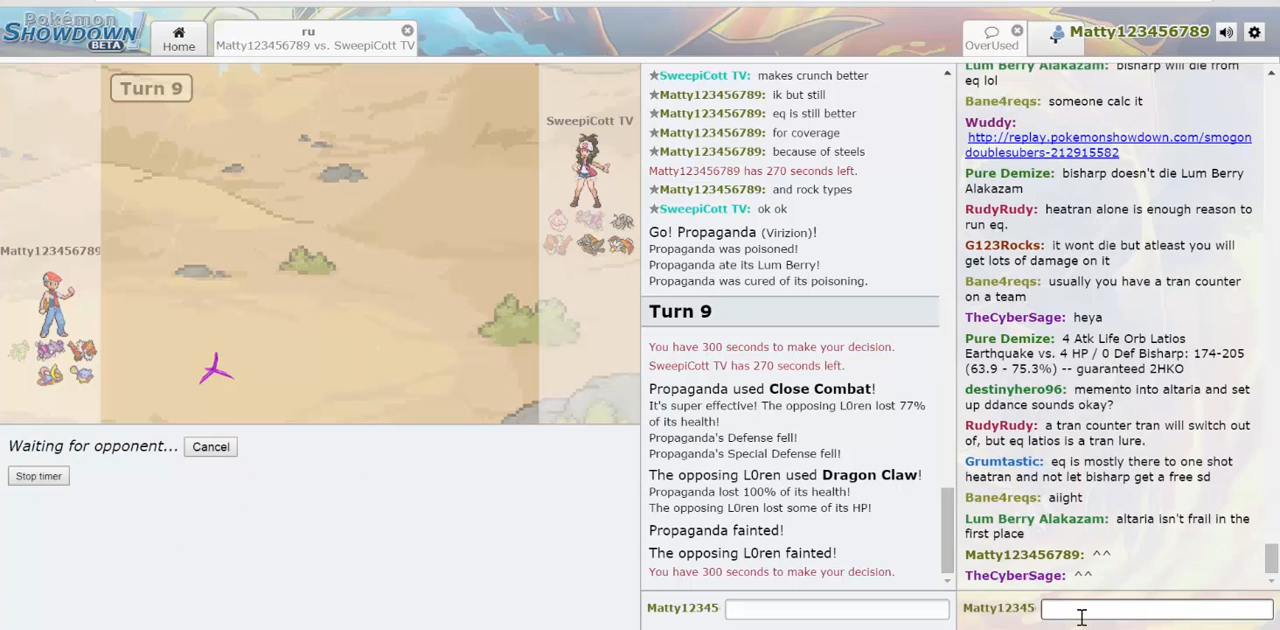 Pokémon
SHOWDOWN
BETA
Home
ru
Matty123456789 vs. SweepiCott TV
OverUsed
Matty123456789
Turn 9
SweepiCott TV
Matty123456789
Waiting for opponent... Cancel
Stop timer
★SweepiCott TV: makes crunch better
★Matty123456789: ik but still
★Matty123456789: eq is still better
★Matty123456789: for coverage
★Matty123456789: because of steels
Matty123456789 has 270 seconds left.
★Matty123456789: and rock types
★SweepiCott TV: ok ok
Go! Propaganda (Virizion)!
Propaganda was poisoned!
Propaganda ate its Lum Berry!
Propaganda was cured of its poisoning.
Turn 9
You have 300 seconds to make your decision.
SweepiCott TV has 270 seconds left.
Propaganda used Close Combat!
It's super effective! The opposing L0ren lost 77%
of its health!
Propaganda's Defense fell!
Propaganda's Special Defense fell!
The opposing L0ren used Dragon Claw!
Propaganda lost 100% of its health!
The opposing L0ren lost some of its HP!
Propaganda fainted!
The opposing L0ren fainted!
You have 300 seconds to make your decision.
Matty12345
Lum Berry Alakazam: bisharp will die from
eq lol
Bane4reqs: someone calc it
Wuddy:
http://replay.pokemonshowdown.com/smogon
doublesubers-212915582
Pure Demize: bisharp doesn't die Lum Berry
Alakazam
RudyRudy: heatran alone is enough reason to
run eq.
G123Rocks: it wont die but atleast you will
get lots of damage on it
Bane4reqs: usually you have a tran counter
on a team
TheCyberSage: heya
Pure Demize: 4 Atk Life Orb Latios
Earthquake vs. 4 HP / 0 Def Bisharp: 174-205
(63.9 - 75.3%) -- guaranteed 2HKO
destinyhero96: memento into altaria and set
up ddance sounds okay?
RudyRudy: a tran counter tran will switch out
of, but eq latios is a tran lure.
Grumtastic: eq is mostly there to one shot
heatran and not let bisharp get a free sd
Bane4reqs: aiight
Lum Berry Alakazam: altaria isn't frail in the
first place
Matty123456789: ^^
TheCyberSage: ^^
Matty12345